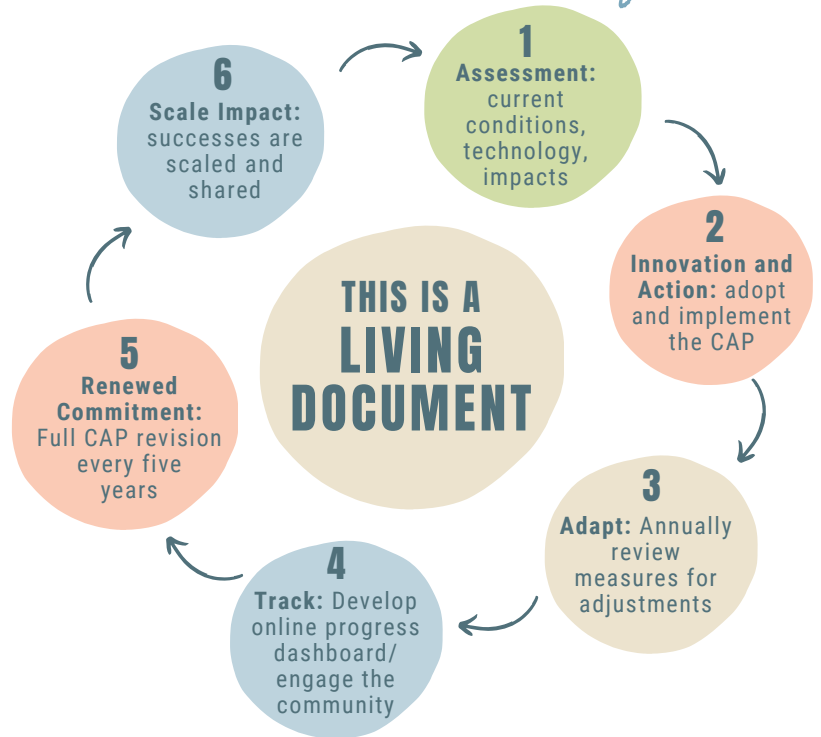 1
Assessment:
current
conditions,
technology,
impacts
2
Innovation and
Action: adopt
and implement
the CAP
3
Adapt: Annually
review
measures for
adjustments
4
Track: Develop
online progress
dashboard/
engage the
community
5
Renewed
Commitment:
Full CAP revision
every five
years
6
Scale Impact:
successes are
scaled and
shared
THIS IS A
LIVING
DOCUMENT